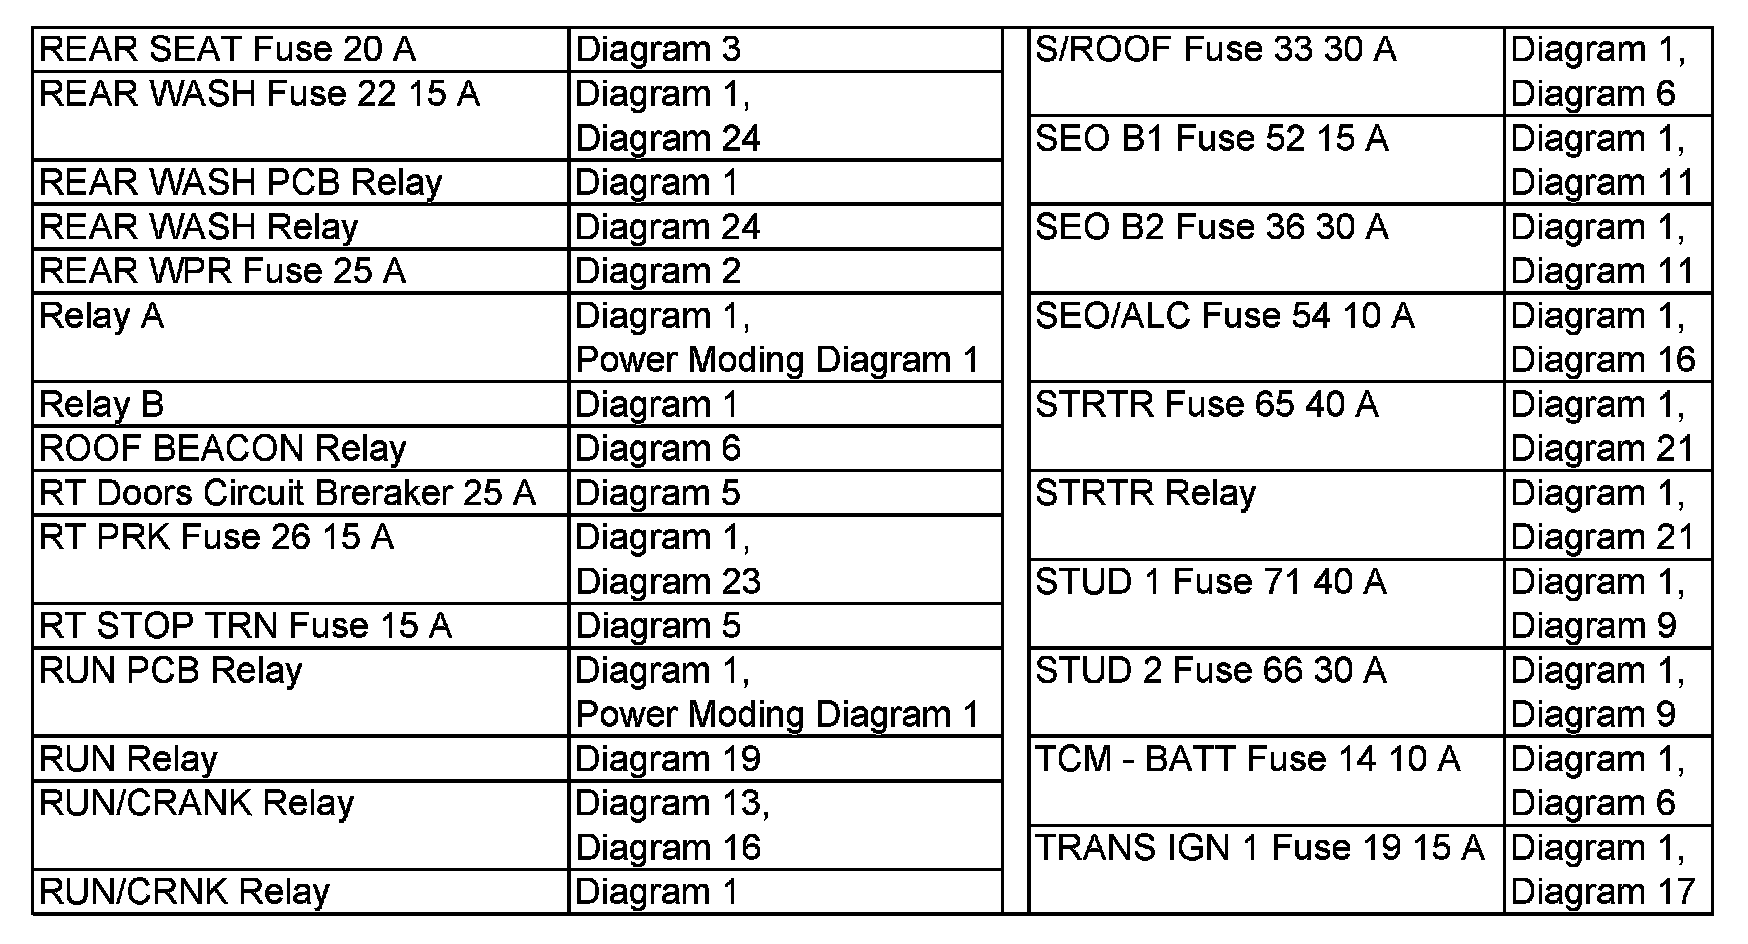 REAR SEAT Fuse 20 A Diagram 3
REAR WASH Fuse 22 15 A Diagram 1,
Diagram 24
REAR WASH PCB Relay Diagram 1
REAR WASH Relay Diagram 24
REAR WPR Fuse 25 A Diagram 2
Relay A Diagram 1,
Power Moding Diagram 1
Relay B Diagram 1
ROOF BEACON Relay Diagram 6
RT Doors Circuit Breraker 25 A Diagram 5
RT PRK Fuse 26 15 A Diagram 1,
Diagram 23
RT STOP TRN Fuse 15 A Diagram 5
RUN PCB Relay Diagram 1,
Power Moding Diagram 1
RUN Relay Diagram 19
RUN/CRANK Relay Diagram 13,
Diagram 16
RUN/CRNK Relay Diagram 1
S/ROOF Fuse 33 30 A Diagram 1,
Diagram 6
SEO B1 Fuse 52 15 A Diagram 1,
Diagram 11
SEO B2 Fuse 36 30 A Diagram 1,
Diagram 11
SEO/ALC Fuse 54 10 A Diagram 1,
Diagram 16
STRTR Fuse 65 40 A Diagram 1,
Diagram 21
STRTR Relay Diagram 1,
Diagram 21
STUD 1 Fuse 71 40 A Diagram 1,
Diagram 9
STUD 2 Fuse 66 30 A Diagram 1,
Diagram 9
TCM - BATT Fuse 14 10 A Diagram 1,
Diagram 6
TRANS IGN 1 Fuse 19 15 A Diagram 1,
Diagram 17